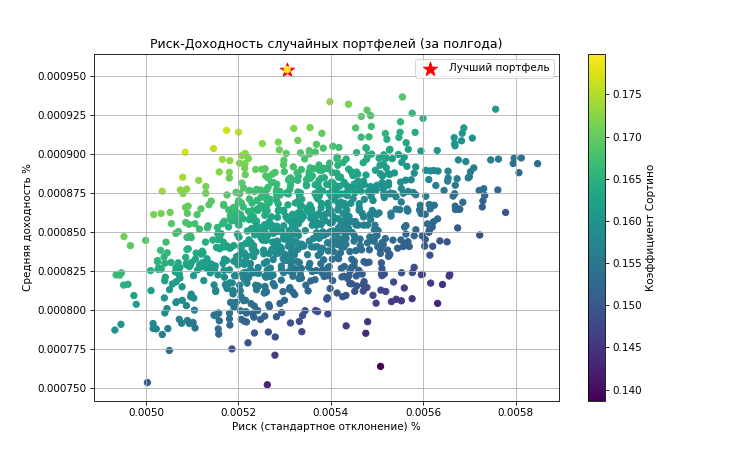 Риск-Доходность случайных портфелей (за полгода)
Средняя доходность %
0.000950
0.000925
0.000900
0.000875
0.000850
0.000825
0.000800
0.000775
0.000750
Лучший портфель
0.0050 0.0052 0.0054 0.0056 0.0058
Риск (стандартное отклонение) %
0.175
0.170
0.165
0.160
0.155
0.150
0.145
0.140
Коэффициент Сортино